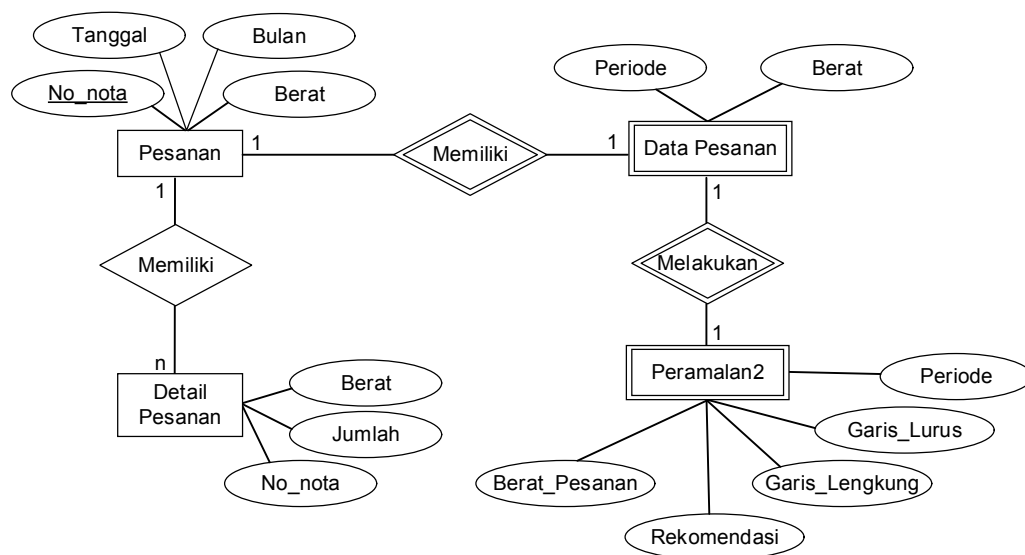 Tanggal
Bulan
No_nota
Berat
Periode
Berat
Pesanan
1
Memiliki
1
Data Pesanan
1
1
Memiliki
Melakukan
n
1
Detail
Pesanan
Berat
Jumlah
No_nota
Peramalan2
Periode
Garis_Lurus
Berat_Pesanan
Garis_Lengkung
Rekomendasi